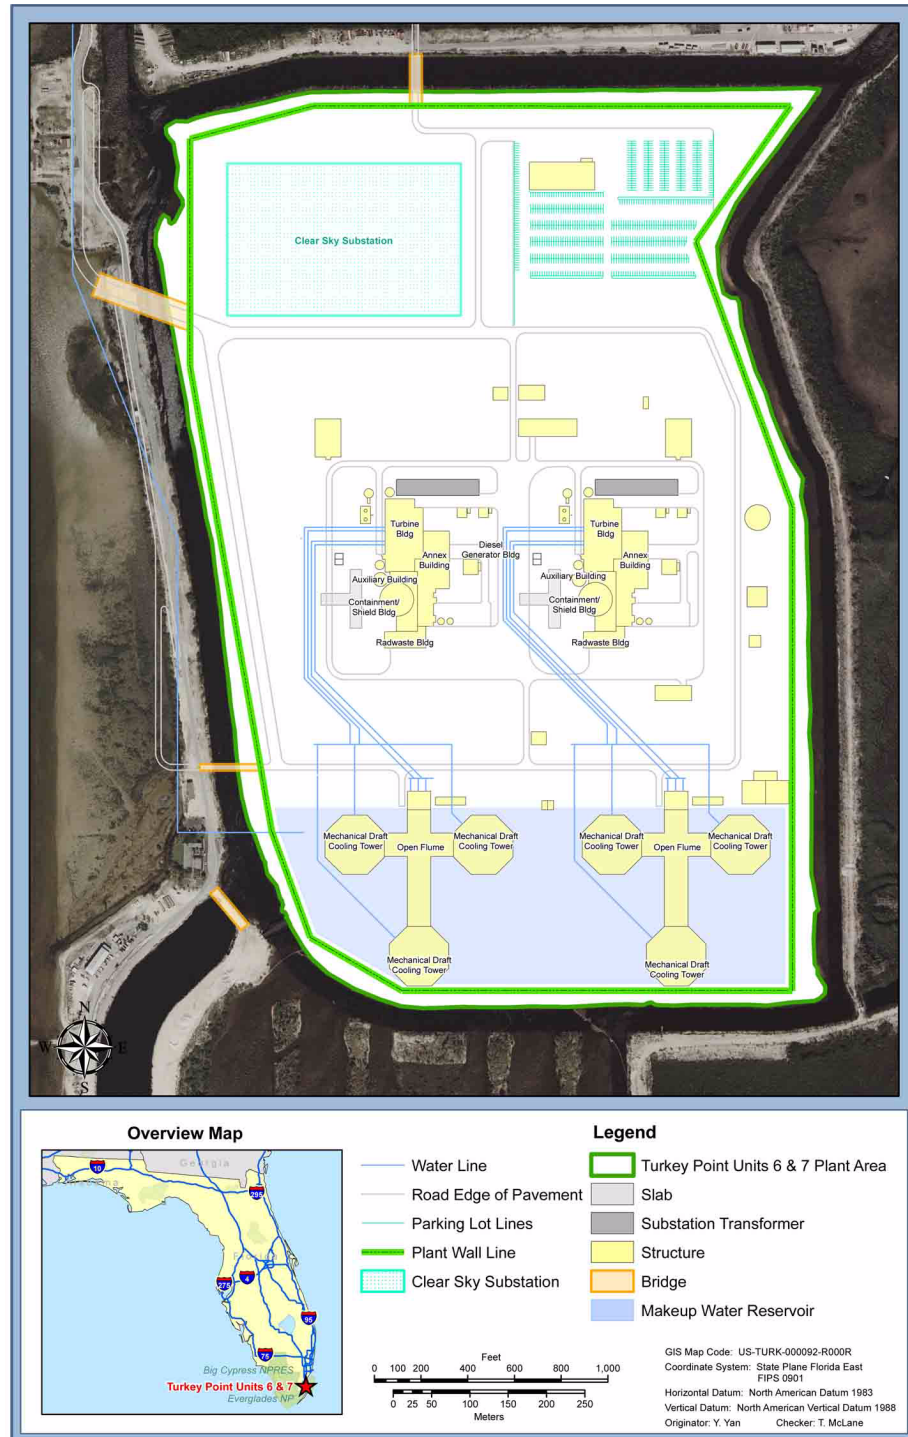 Clear Sky Substation
Turbine
Bldg
Annex
Building
Diesel
Generator Bldg
Auxiliary Building
Containment/
Shield Bldg
Radwaste Bldg
Turbine
Bldg
Annex
Building
Auxiliary Building
Containment/
Shield Bldg
Radwaste Bldg
Mechanical Draft
Cooling Tower
Open Flume
Mechanical Draft
Cooling Tower
Mechanical Draft
Cooling Tower
Open Flume
Mechanical Draft
Cooling Tower
Mechanical Draft
Cooling Tower
Mechanical Draft
Cooling Tower
N
W
E
S
Overview Map
Georgia
10
295
Florida
4
275
95
75
Big Cypress NPRES
Turkey Point Units 6 & 7
Everglades NP
Legend
Water Line
Road Edge of Pavement
Parking Lot Lines
Plant Wall Line
Clear Sky Substation
Turkey Point Units 6 & 7 Plant Area
Slab
Substation Transformer
Structure
Bridge
Makeup Water Reservoir
Feet
0 100 200 400 600 800 1,000
0 25 50 100 150 200 250
Meters
GIS Map Code: US-TURK-000092-R000R
Coordinate System: State Plane Florida East
FIPS 0901
Horizontal Datum: North American Datum 1983
Vertical Datum: North American Vertical Datum 1988
Originator: Y. Yan Checker: T. McLane